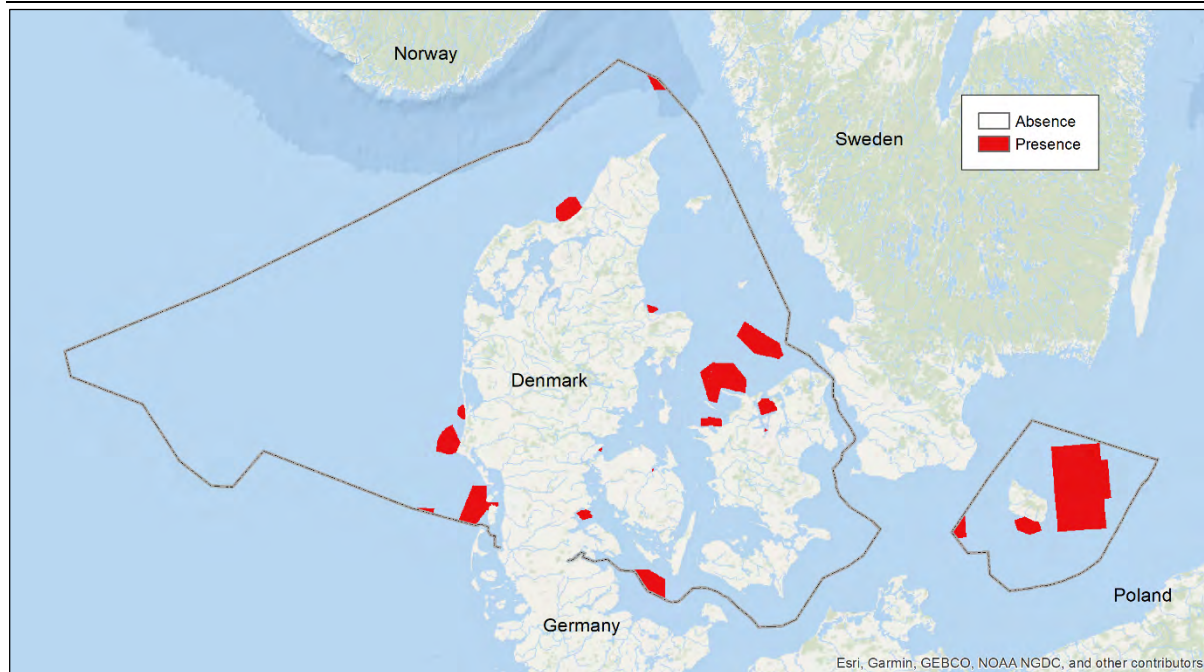 Norway
Sweden
Absence
Presence
Denmark
Germany
Poland
Esri, Garmin, GEBCO, NOAA NGDC, and other contributors